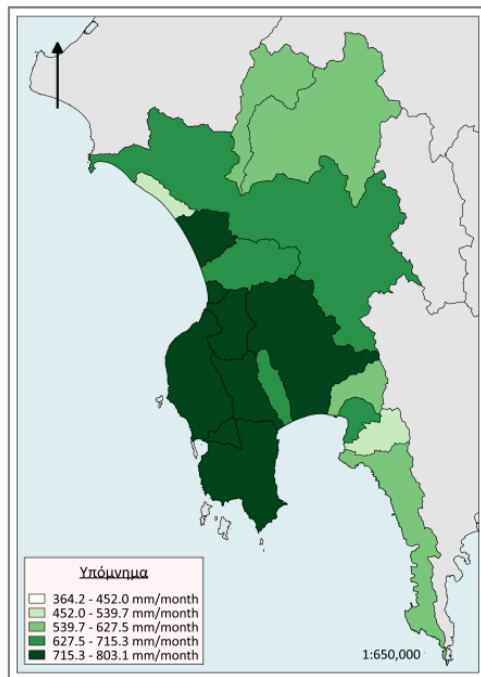 Υπόμνημα
364.2 - 452.0 mm/month
452.0 - 539.7 mm/month
539.7 - 627.5 mm/month
627.5 - 715.3 mm/month
715.3 - 803.1 mm/month
1:650,000